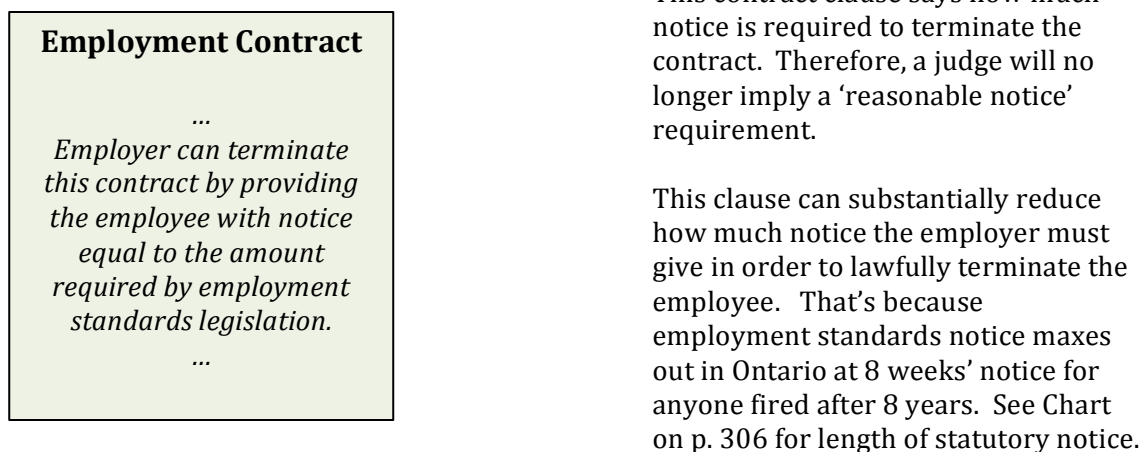 Employment Contract
…
Employer can terminate
this contract by providing
the employee with notice
equal to the amount
required by employment
standards legislation.
…
This contract clause says how much
notice is required to terminate the
contract.  Therefore, a judge will no
longer imply a ‘reasonable notice’
requirement.
This clause can substantially reduce
how much notice the employer must
give in order to lawfully terminate the
employee.   That’s because
employment standards notice maxes
out in Ontario at 8 weeks’ notice for
anyone fired after 8 years.  See Chart
on p. 306 for length of statutory notice.